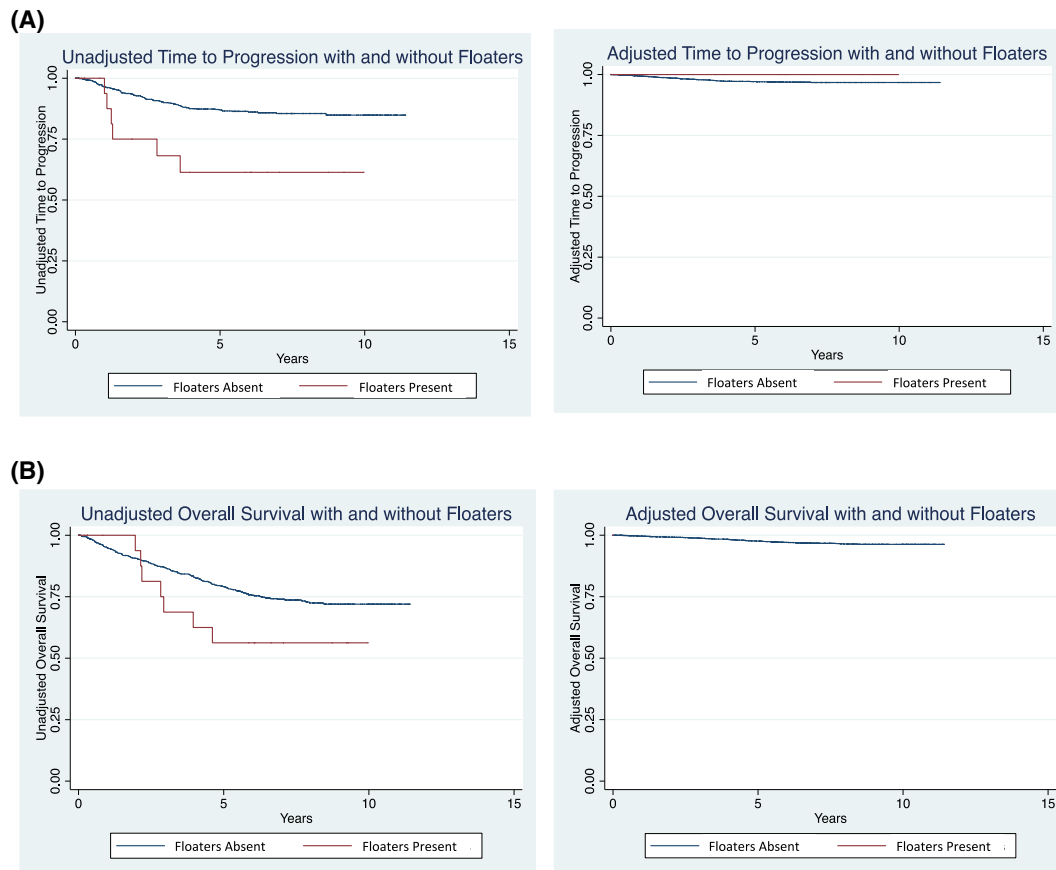 (A)
Unadjusted Time to Progression with and without Floaters
Unadjusted Time to Progression
1.00
0.75
0.50
0.25
0.00
0 5 10 15
Years
Floaters Absent Floaters Present
Adjusted Time to Progression with and without Floaters
Adjusted Time to Progression
1.00
0.75
0.50
0.25
0.00
0 5 10 15
Years
Floaters Absent Floaters Present
(B)
Unadjusted Overall Survival with and without Floaters
Unadjusted Overall Survival
1.00
0.75
0.50
0.25
0.00
0 5 10 15
Years
Floaters Absent Floaters Present
Adjusted Overall Survival with and without Floaters
Adjusted Overall Survival
1.00
0.75
0.50
0.25
0.00
0 5 10 15
Years
Floaters Absent Floaters Present